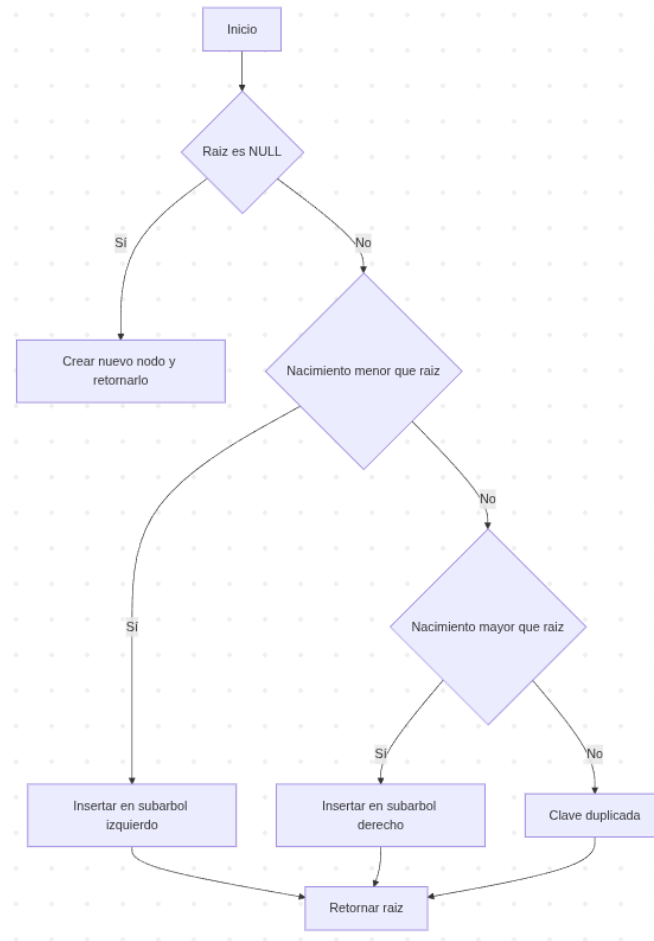 Inicio
Raiz es NULL
Sí
No
Crear nuevo nodo y
retornarlo
Nacimiento menor que raiz
No
Sí
Nacimiento mayor que raiz
Sí
No
Insertar en subarbol
izquierdo
Insertar en subarbol
derecho
Clave duplicada
Retornar raiz